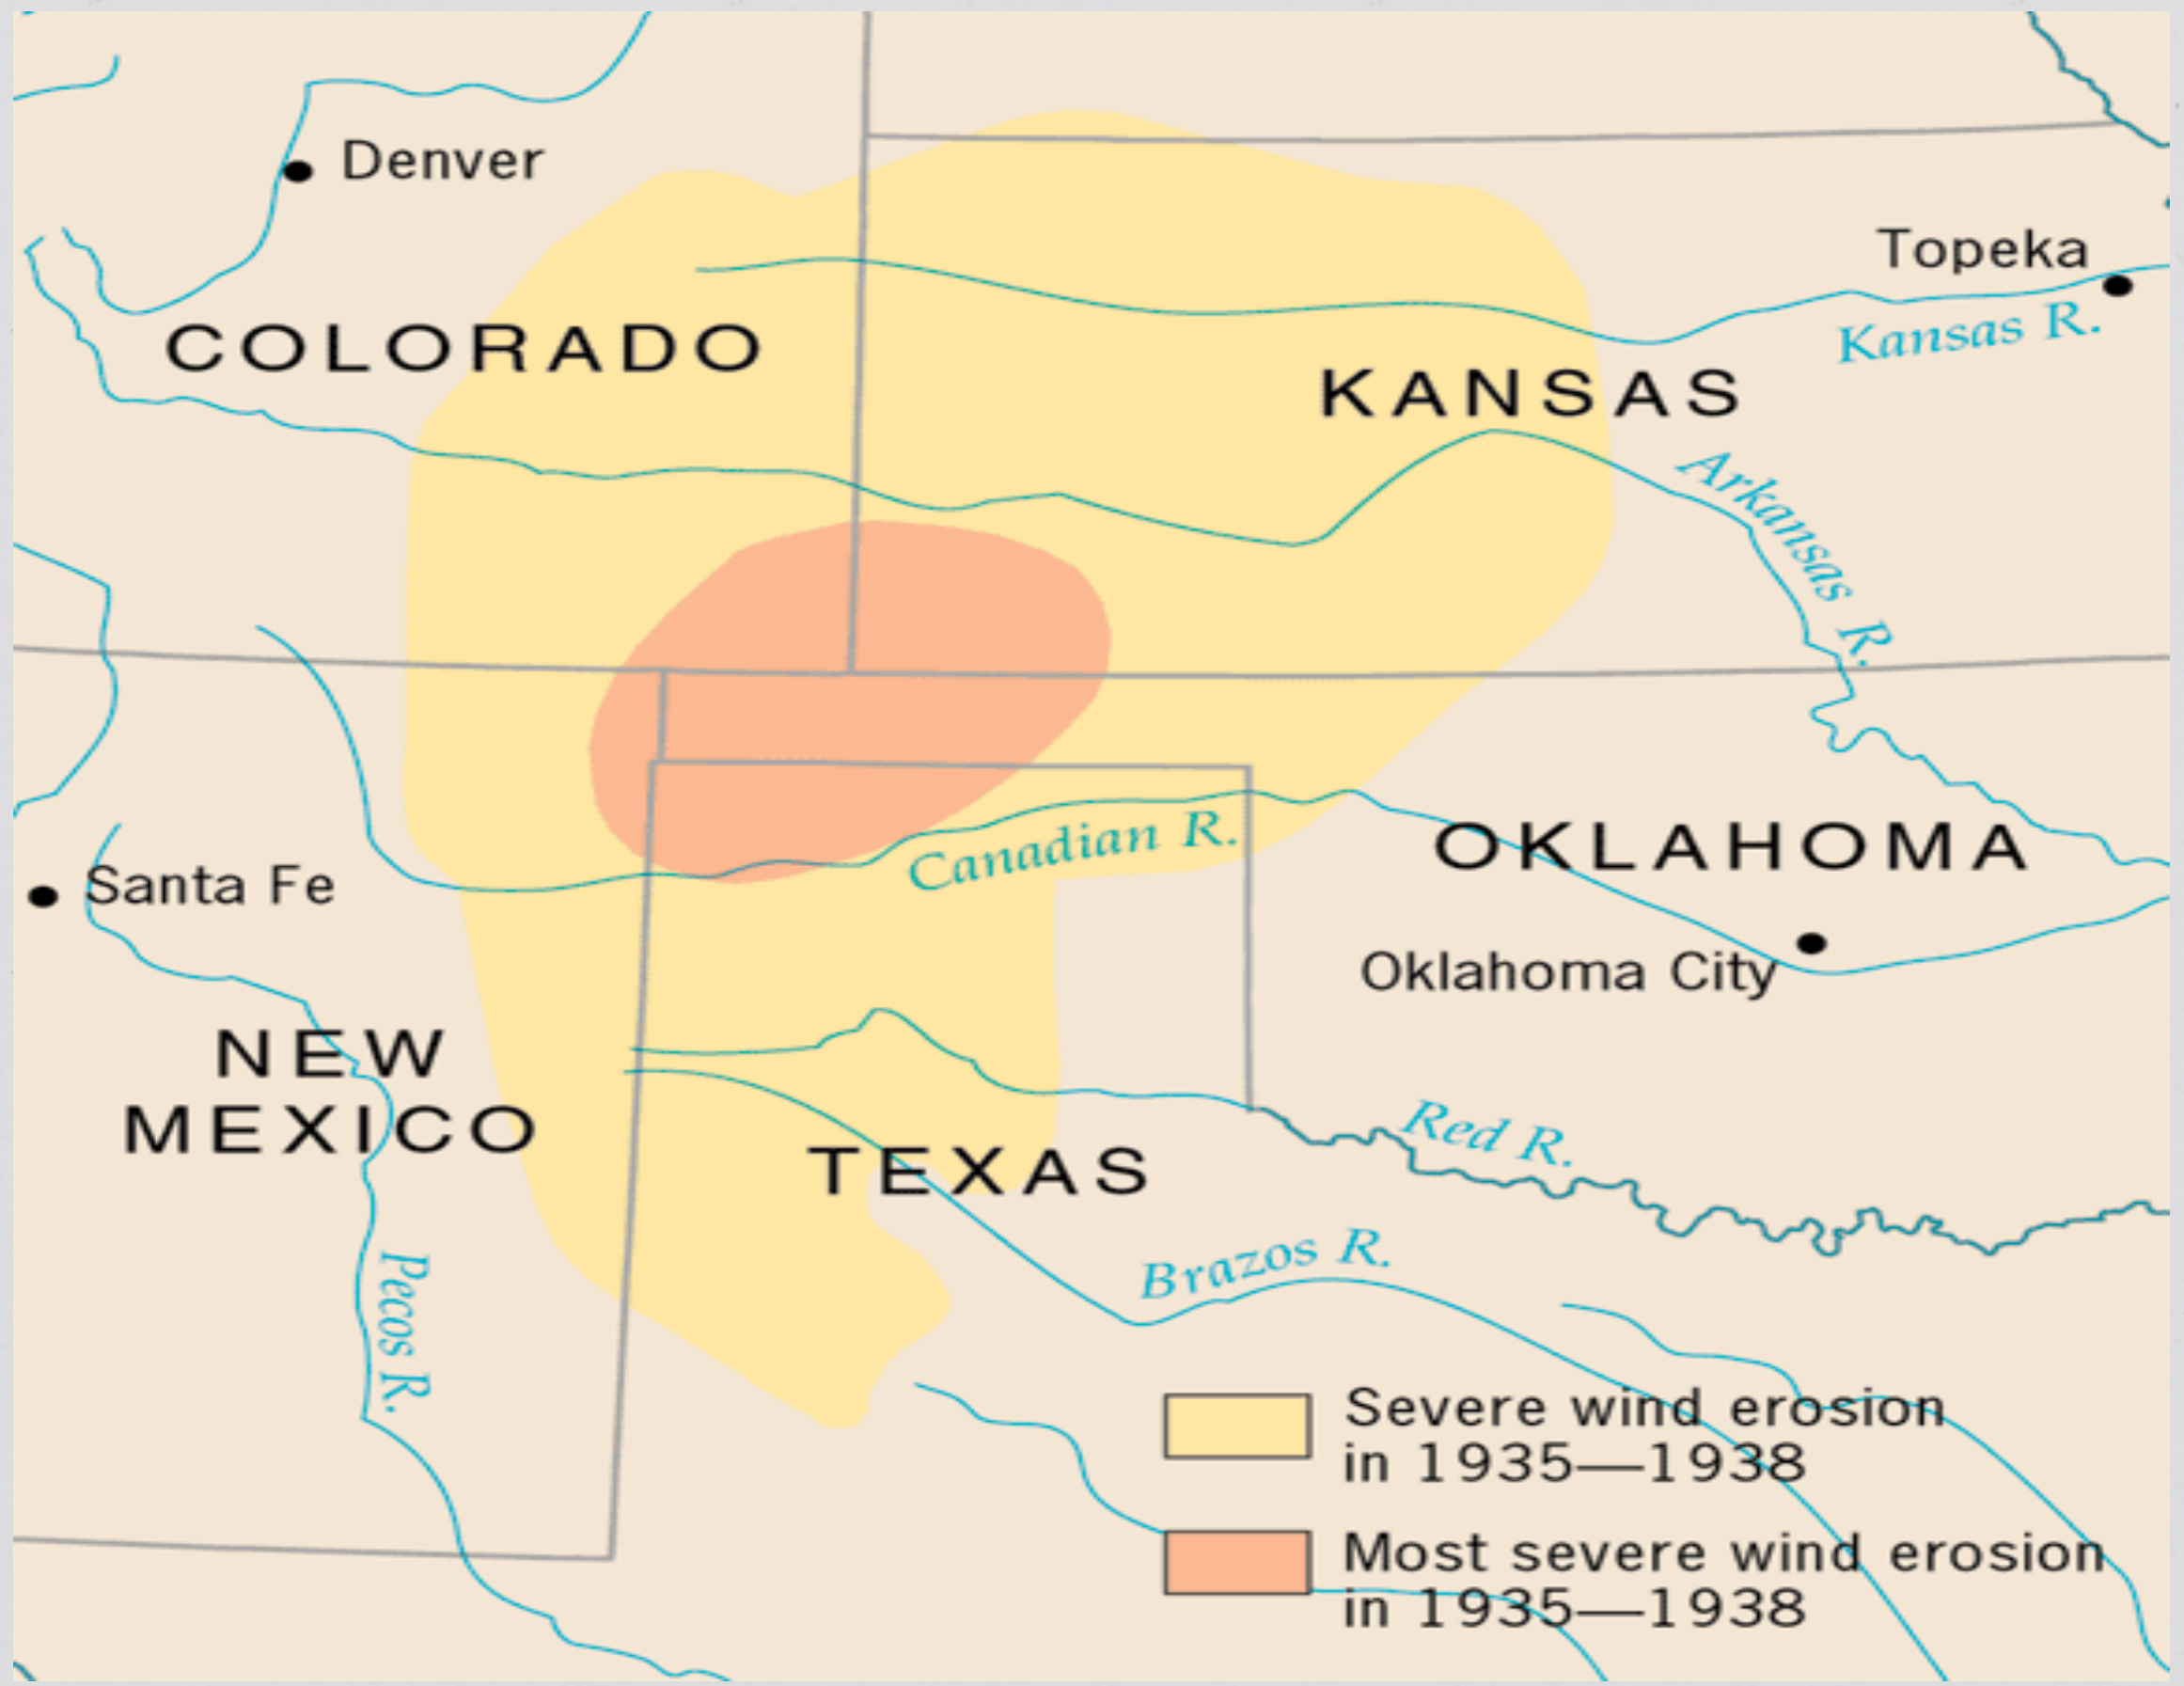 Denver
Topeka
Kansas R.
COLORADO
KANSAS
Arkansas R.
Canadian R.
OKLAHOMA
Santa Fe
Oklahoma City
NEW
MEXICO
TEXAS
Red R.
Brazos R.
Pecos R.
Severe wind erosion
in 1935—1938
Most severe wind erosion
in 1935—1938